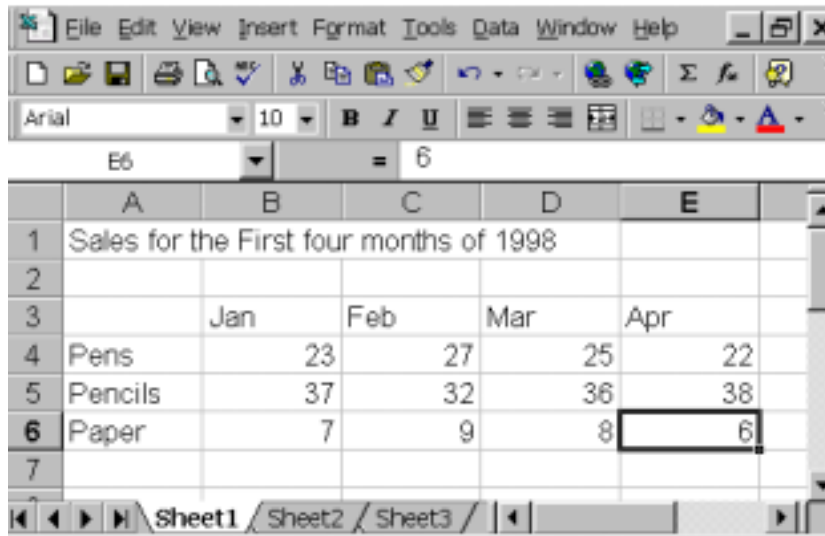 File Edit View Insert Format Tools Data Window Help
Arial 10 B I U A
E6 = 6
A B C D E
1 Sales for the First four months of 1998
2
3 Jan Feb Mar Apr
4 Pens 23 27 25 22
5 Pencils 37 32 36 38
6 Paper 7 9 8 6
7
Sheet1 Sheet2 Sheet3